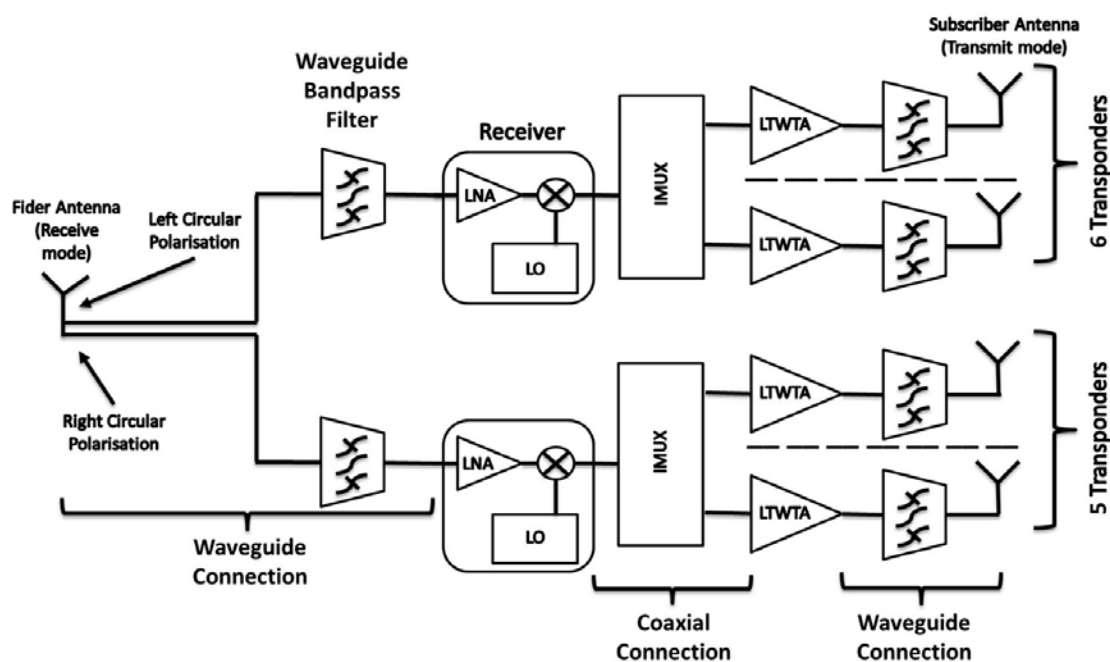 Subscriber Antenna
(Transmit mode)
Waveguide
Bandpass
Filter
Receiver
Fider Antenna
(Receive
mode)
Left Circular
Polarisation
LNA
LO
IMUX
LTWTA
LTWTA
6 Transponders
Right Circular
Polarisation
LNA
LO
IMUX
LTWTA
LTWTA
5 Transponders
Waveguide
Connection
Coaxial
Connection
Waveguide
Connection